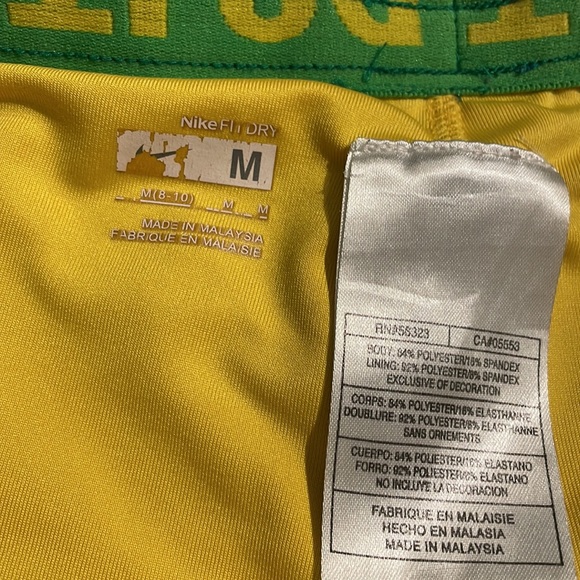 NikeFIT DRY
M
M(8-10) M M
MADE IN MALAYSIA
FABRIQUE EN MALAISIE
RN#56323 CA#05553
BODY: 84% POLYESTER/16% SPANDEX
LINING: 92% POLYESTER/8% SPANDEX
EXCLUSIVE OF DECORATION
CORPS: 84% POLYESTER/16% ELASTHANNE
DOUBLURE: 92% POLYESTER/8% ELASTHANNE
SANS ORNEMENTS
CUERPO: 84% POLIESTER/16% ELASTANO
FORRO: 92% POLIESTER/8% ELASTANO
NO INCLUYE LA DECORACION
FABRIQUE EN MALAISIE
HECHO EN MALASIA
MADE IN MALAYSIA